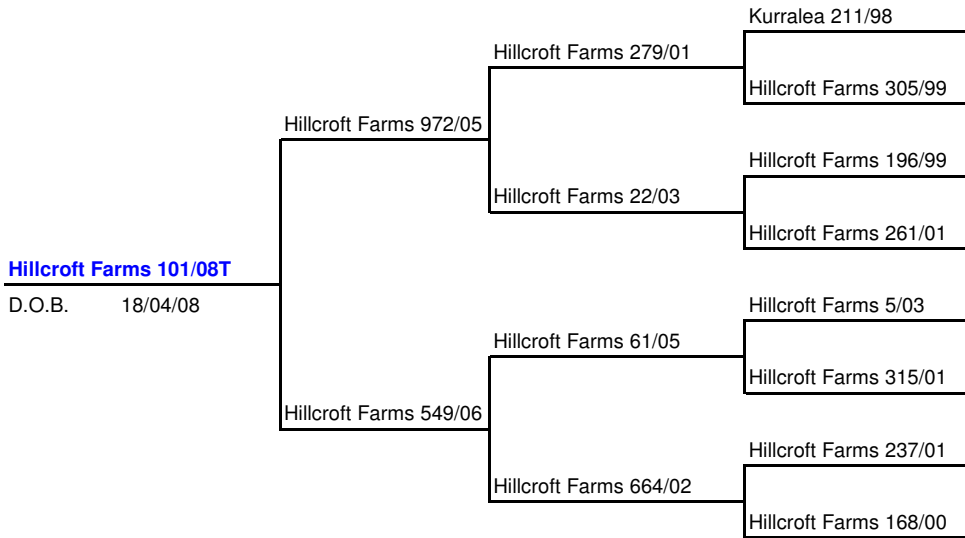 Kurralea 211/98
Hillcroft Farms 279/01
Hillcroft Farms 305/99
Hillcroft Farms 972/05
Hillcroft Farms 196/99
Hillcroft Farms 22/03
Hillcroft Farms 261/01
Hillcroft Farms 101/08T
D.O.B. 18/04/08
Hillcroft Farms 5/03
Hillcroft Farms 61/05
Hillcroft Farms 315/01
Hillcroft Farms 549/06
Hillcroft Farms 237/01
Hillcroft Farms 664/02
Hillcroft Farms 168/00